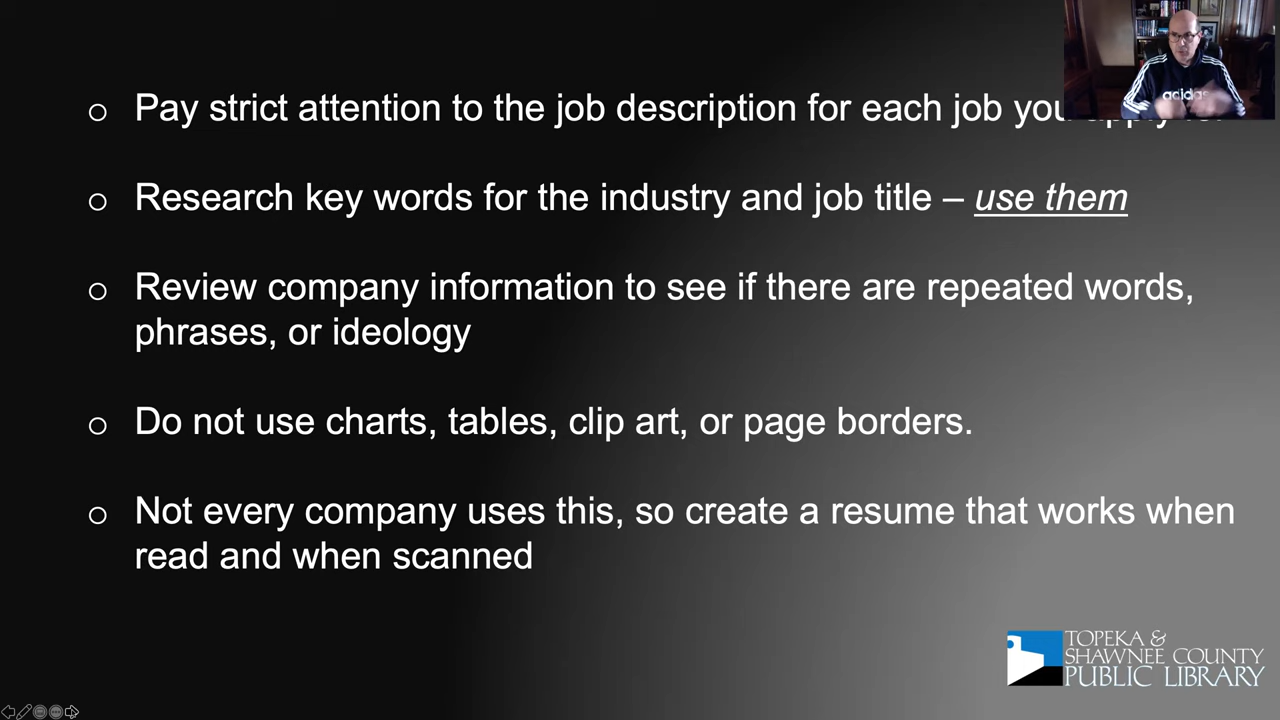 Pay strict attention to the job description for each job you apply
Research key words for the industry and job title – use them
Review company information to see if there are repeated words,
phrases, or ideology
Do not use charts, tables, clip art, or page borders.
Not every company uses this, so create a resume that works when
read and when scanned
adidas
TOPEKA &
SHAWNEE COUNTY
PUBLIC LIBRARY